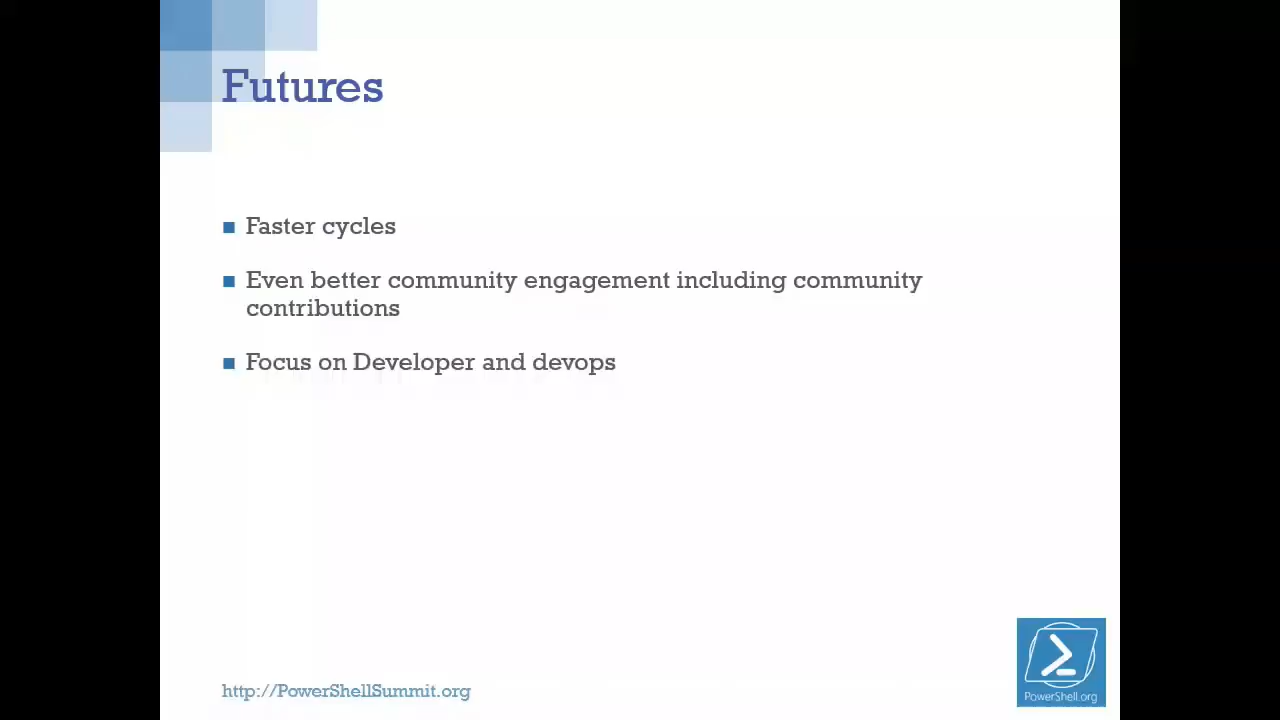 Futures
Faster cycles
Even better community engagement including community
contributions
Focus on Developer and devops
http://PowerShellSummit.org
PowerShell.org